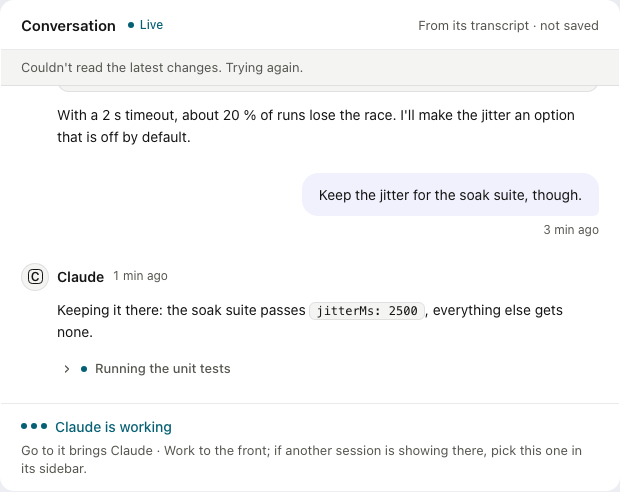 Conversation
Live
From its transcript · not saved
Couldn't read the latest changes. Trying again.
With a 2 s timeout, about 20 % of runs lose the race. I'll make the jitter an option
that is off by default.
Keep the jitter for the soak suite, though.
3 min ago
Claude 1 min ago
Keeping it there: the soak suite passes jitterMs: 2500, everything else gets
none.
Running the unit tests
Claude is working
Go to it brings Claude · Work to the front; if another session is showing there, pick this one in
its sidebar.